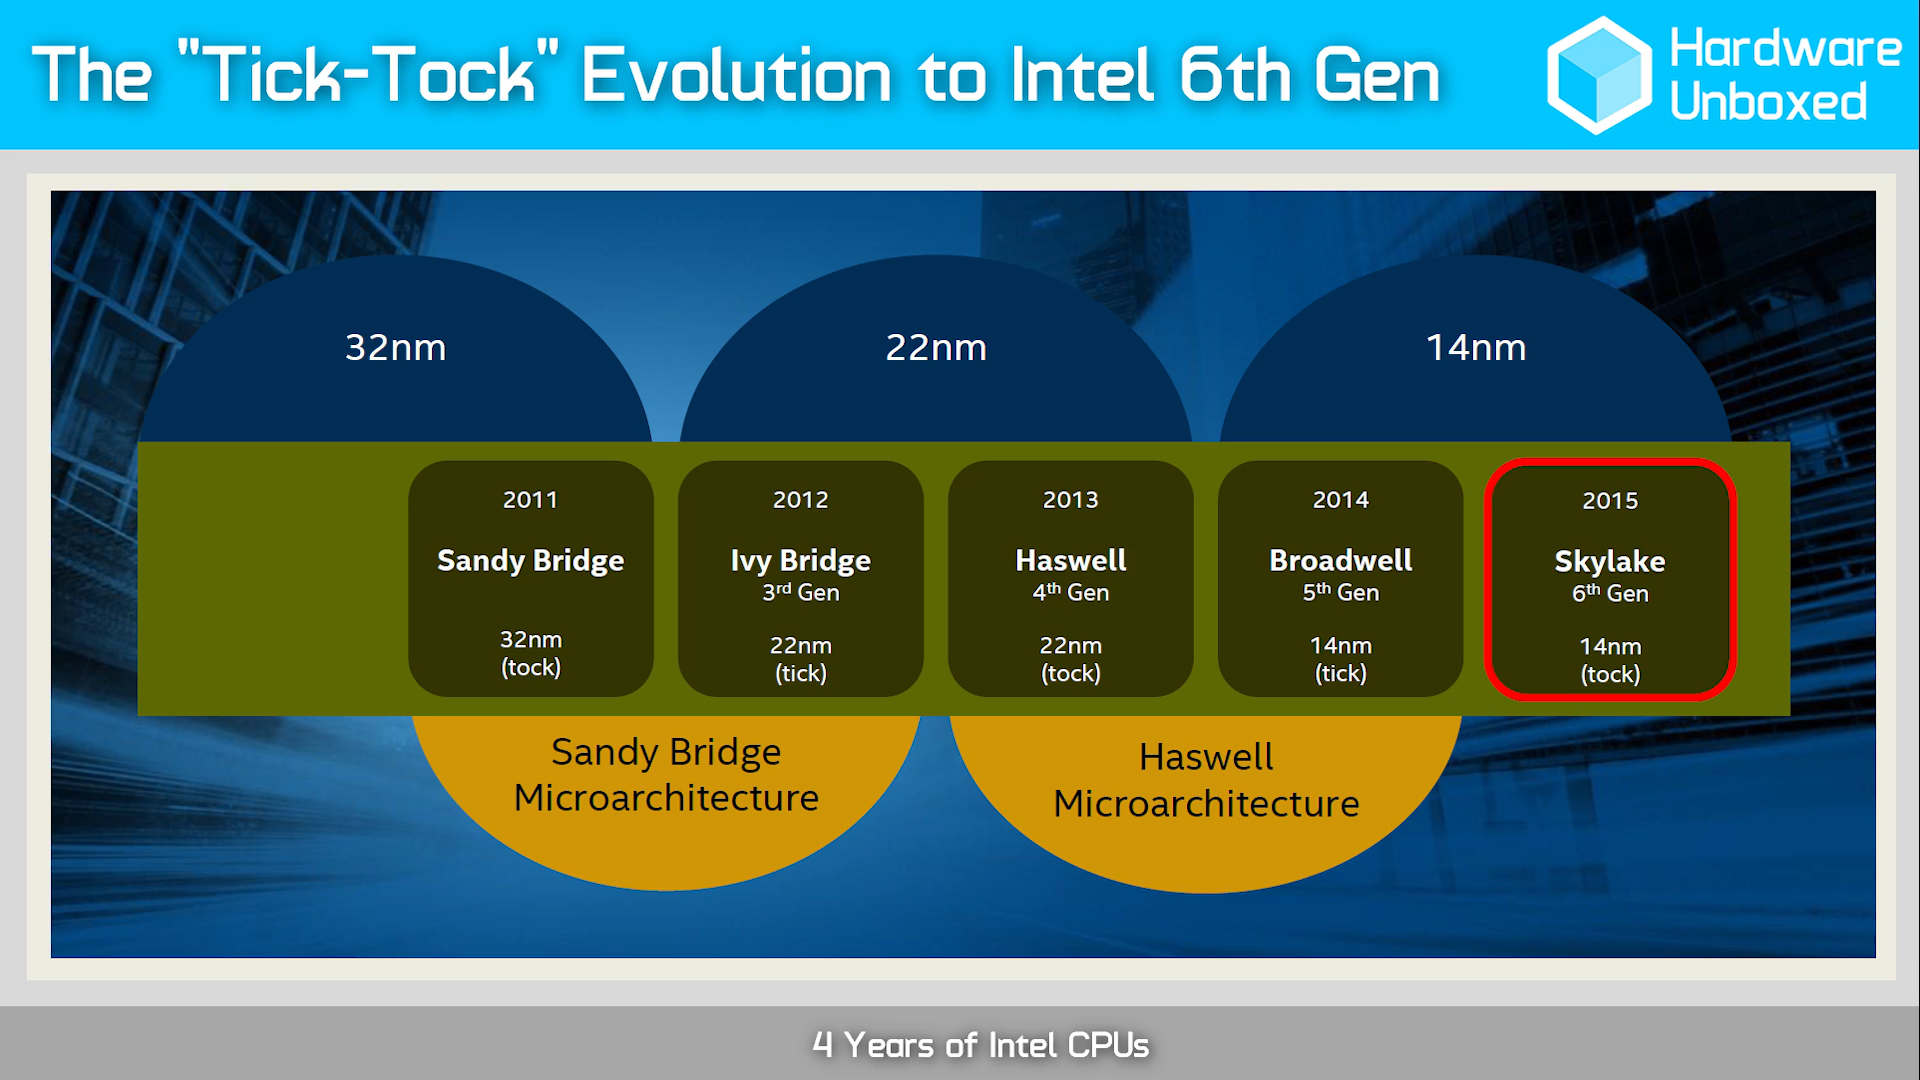 The "Tick-Tock" Evolution to Intel 6th Gen
Hardware
Unboxed
32nm
22nm
14nm
2011
Sandy Bridge
32nm
(tock)
2012
Ivy Bridge
3rd Gen
22nm
(tick)
2013
Haswell
4th Gen
22nm
(tock)
2014
Broadwell
5th Gen
14nm
(tick)
2015
Skylake
6th Gen
14nm
(tock)
Sandy Bridge
Microarchitecture
Haswell
Microarchitecture
4 Years of Intel CPUs